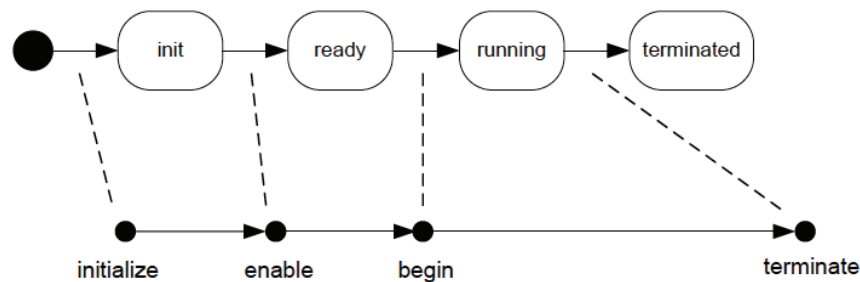 init ready running terminated
initialize enable begin terminate